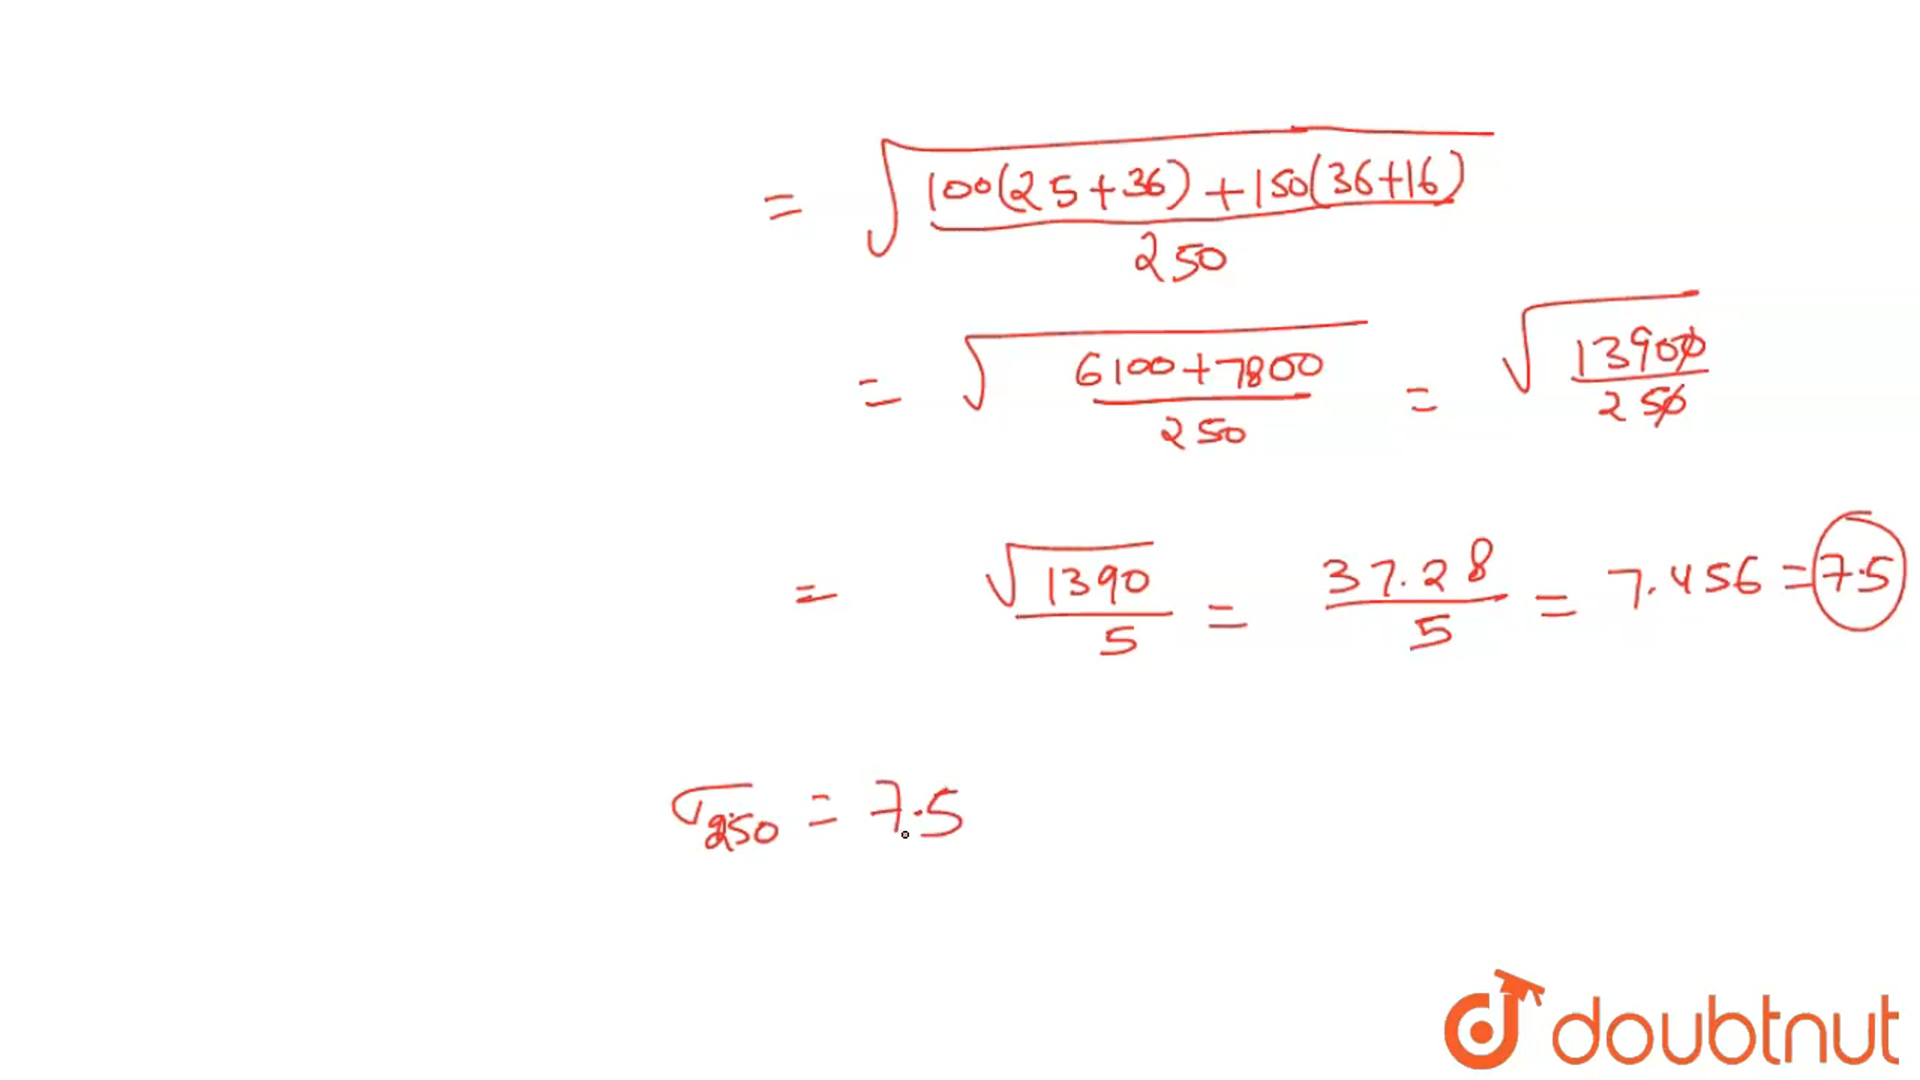 = √(100(25+36)+150(36+16)/250)
= √(6100+7800/250) = √(13900/250)
= √1390/5 = 37.28/5 = 7.456 = 7.5
σ250 = 7.5
doubtnut